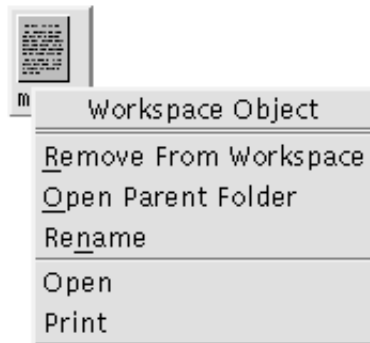 m
Workspace Object
Remove From Workspace
Open Parent Folder
Rename
Open
Print